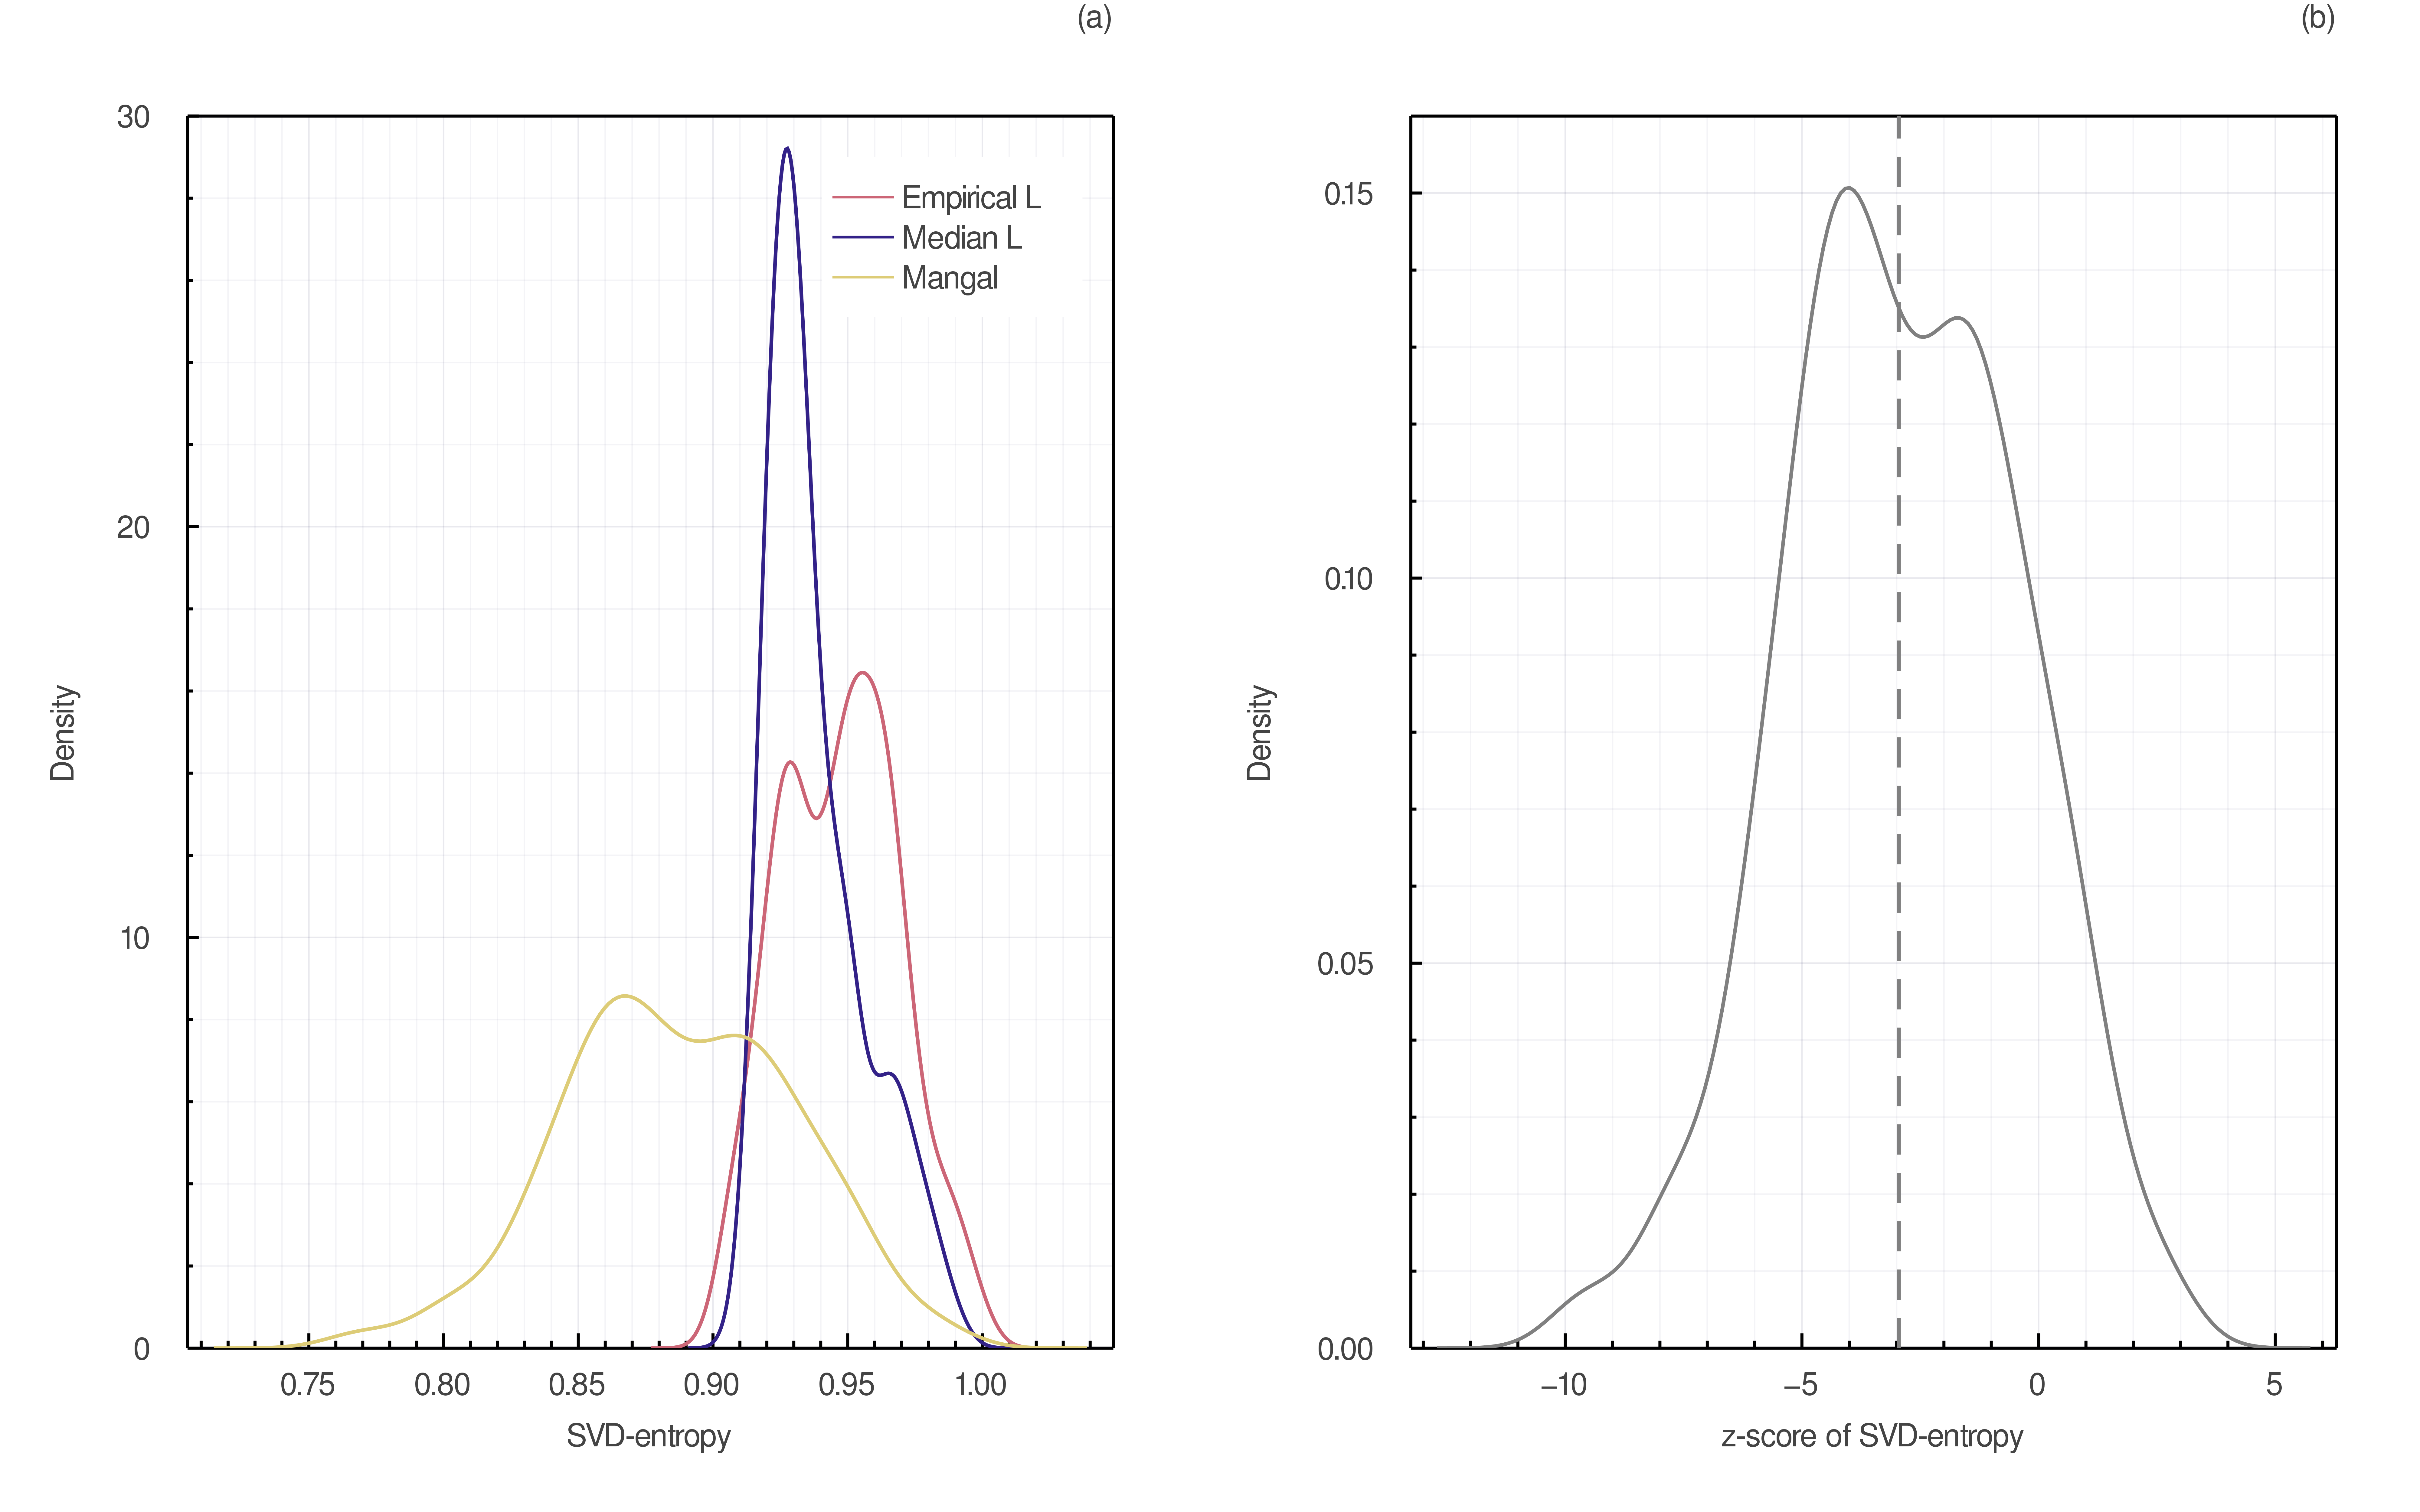 (a)
30
20
10
0
Density
0.75 0.80 0.85 0.90 0.95 1.00
SVD-entropy
Empirical L
Median L
Mangal
(b)
0.15
0.10
0.05
0.00
Density
−10 −5 0 5
z-score of SVD-entropy